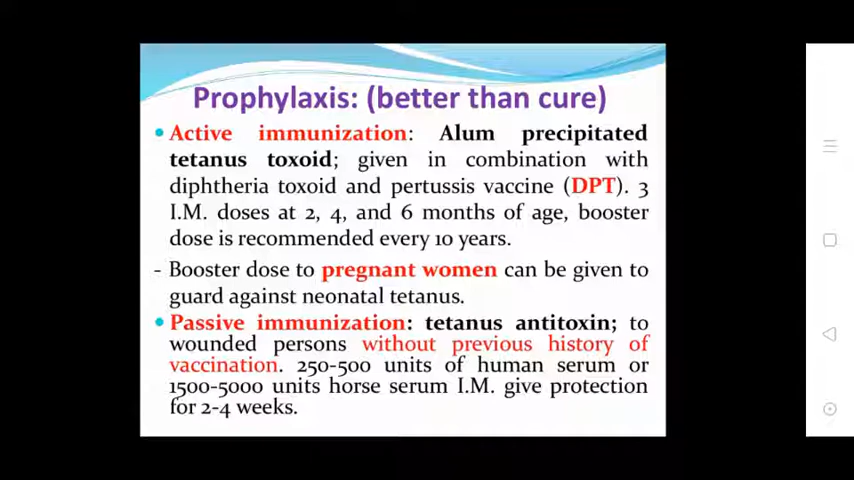 Prophylaxis: (better than cure)
• Active immunization: Alum precipitated
tetanus toxoid; given in combination with
diphtheria toxoid and pertussis vaccine (DPT). 3
I.M. doses at 2, 4, and 6 months of age, booster
dose is recommended every 10 years.
- Booster dose to pregnant women can be given to
guard against neonatal tetanus.
• Passive immunization: tetanus antitoxin; to
wounded persons without previous history of
vaccination. 250-500 units of human serum or
1500-5000 units horse serum I.M. give protection
for 2-4 weeks.